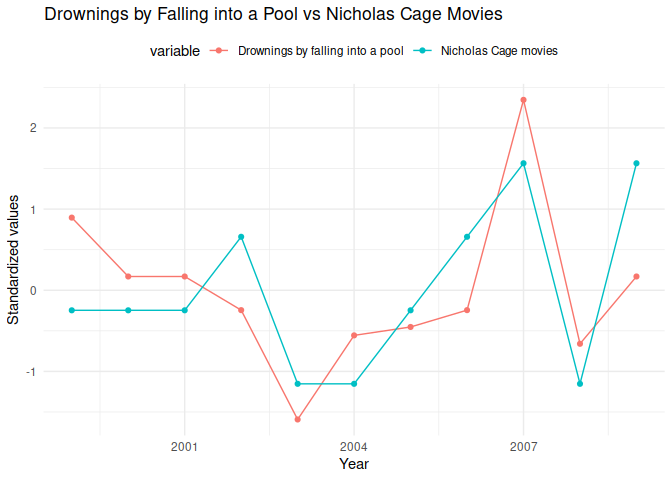 Drownings by Falling into a Pool vs Nicholas Cage Movies
variable Drownings by falling into a pool Nicholas Cage movies
Standardized values
2
1
0
-1
2001 2004 2007
Year